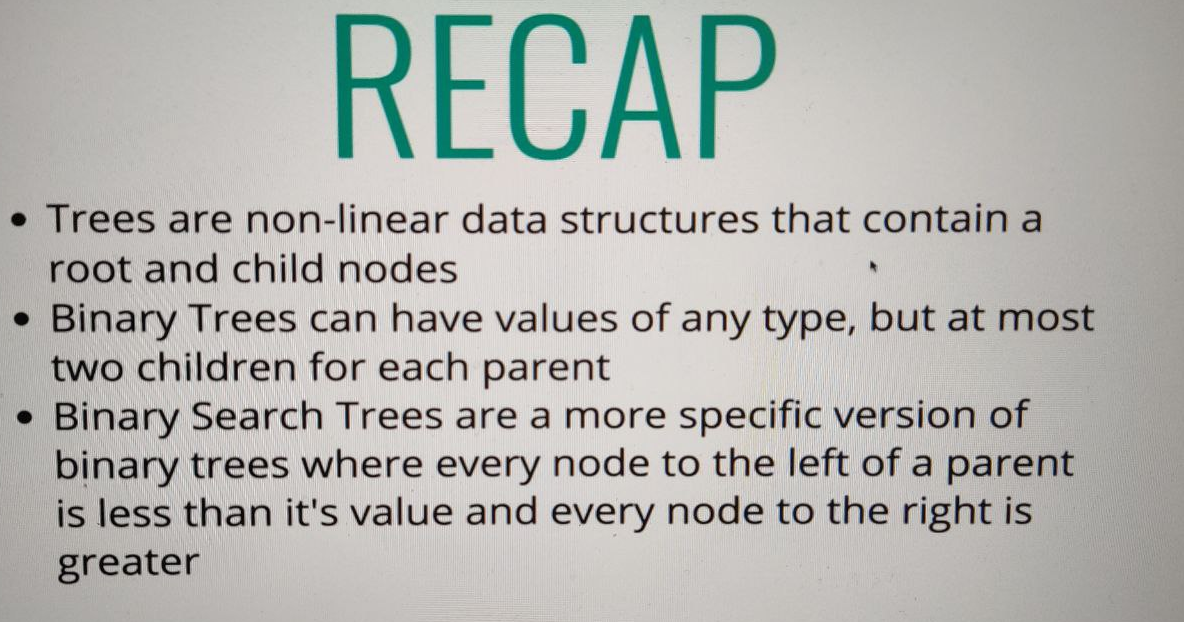 RECAP
• Trees are non-linear data structures that contain a
root and child nodes
• Binary Trees can have values of any type, but at most
two children for each parent
• Binary Search Trees are a more specific version of
binary trees where every node to the left of a parent
is less than it's value and every node to the right is
greater